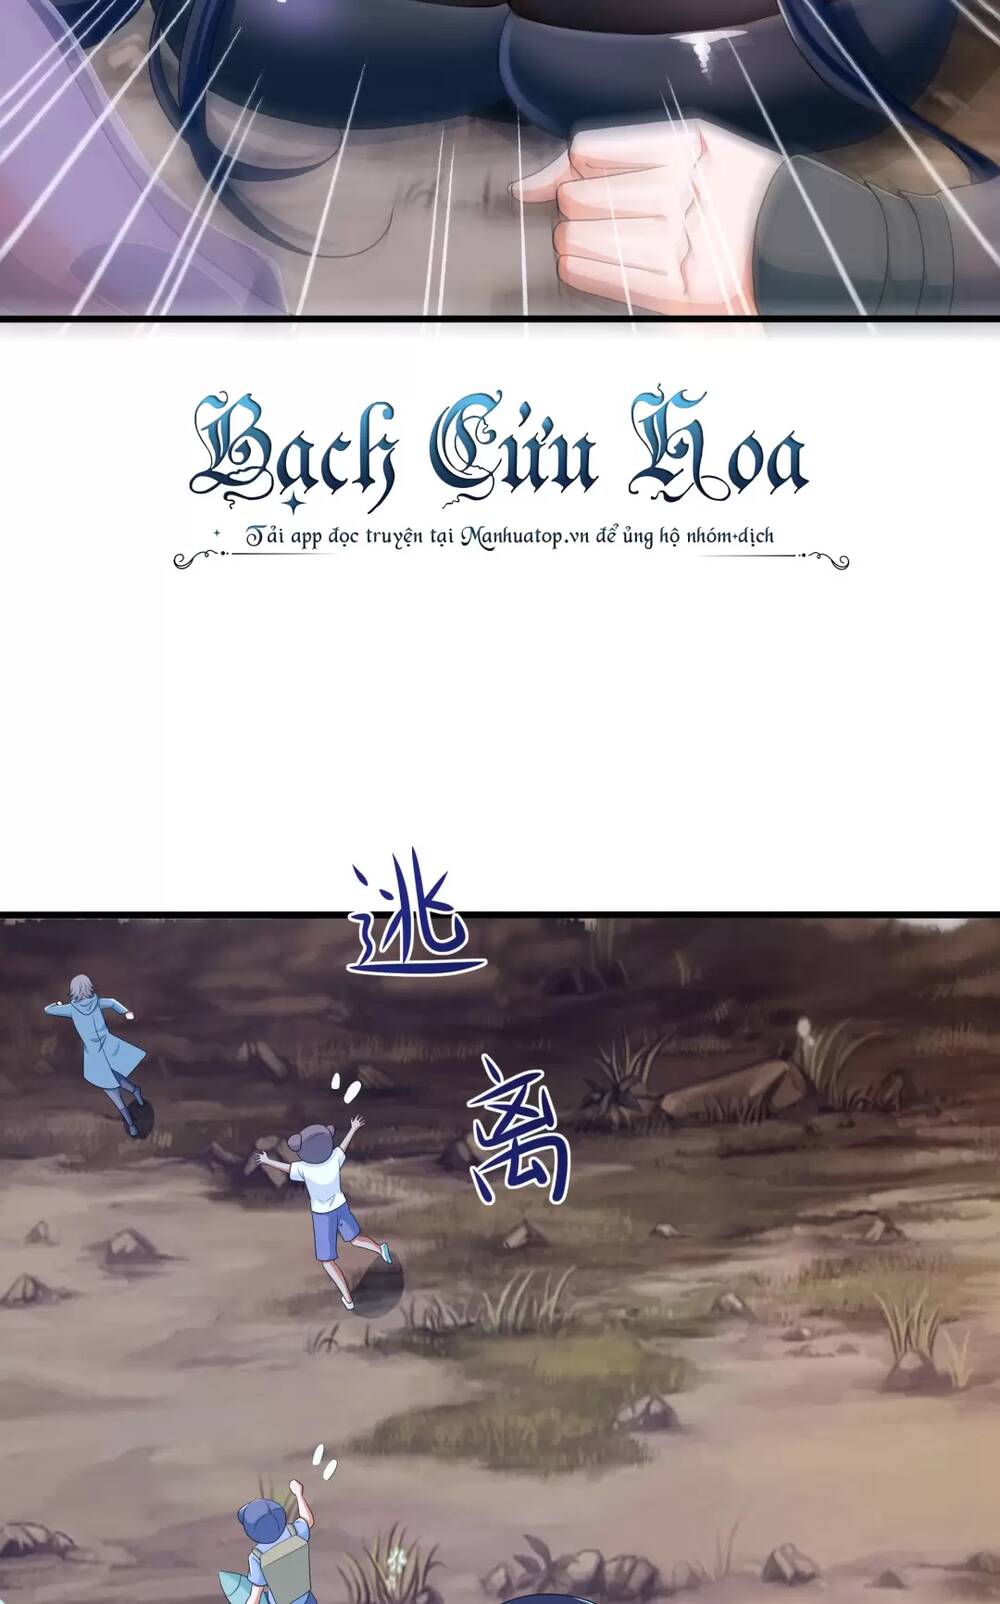 Bạch Cửu Hoa
Tải app đọc truyện tại Manhuatop.vn để ủng hộ nhóm dịch
逃
离